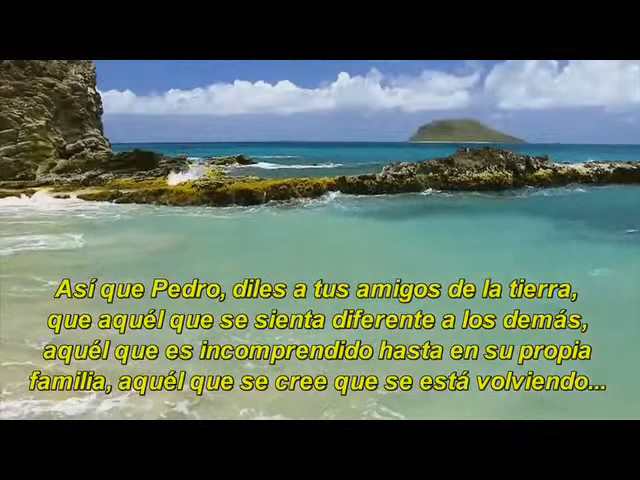 Así que Pedro, diles a tus amigos de la tierra,
que aquél que se sienta diferente a los demás,
aquél que es incomprendido hasta en su propia
familia, aquél que se cree que se está volviendo...